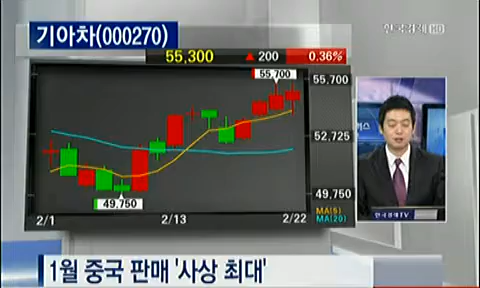 기아차(000270)
한국경제 HD
55,300 ▲ 200 0.36%
55,700
55,700
52,725
49,750
49,750
MA(5)
MA(20)
2/1 2/13 2/22
한국경제TV
1월 중국 판매 '사상 최대'